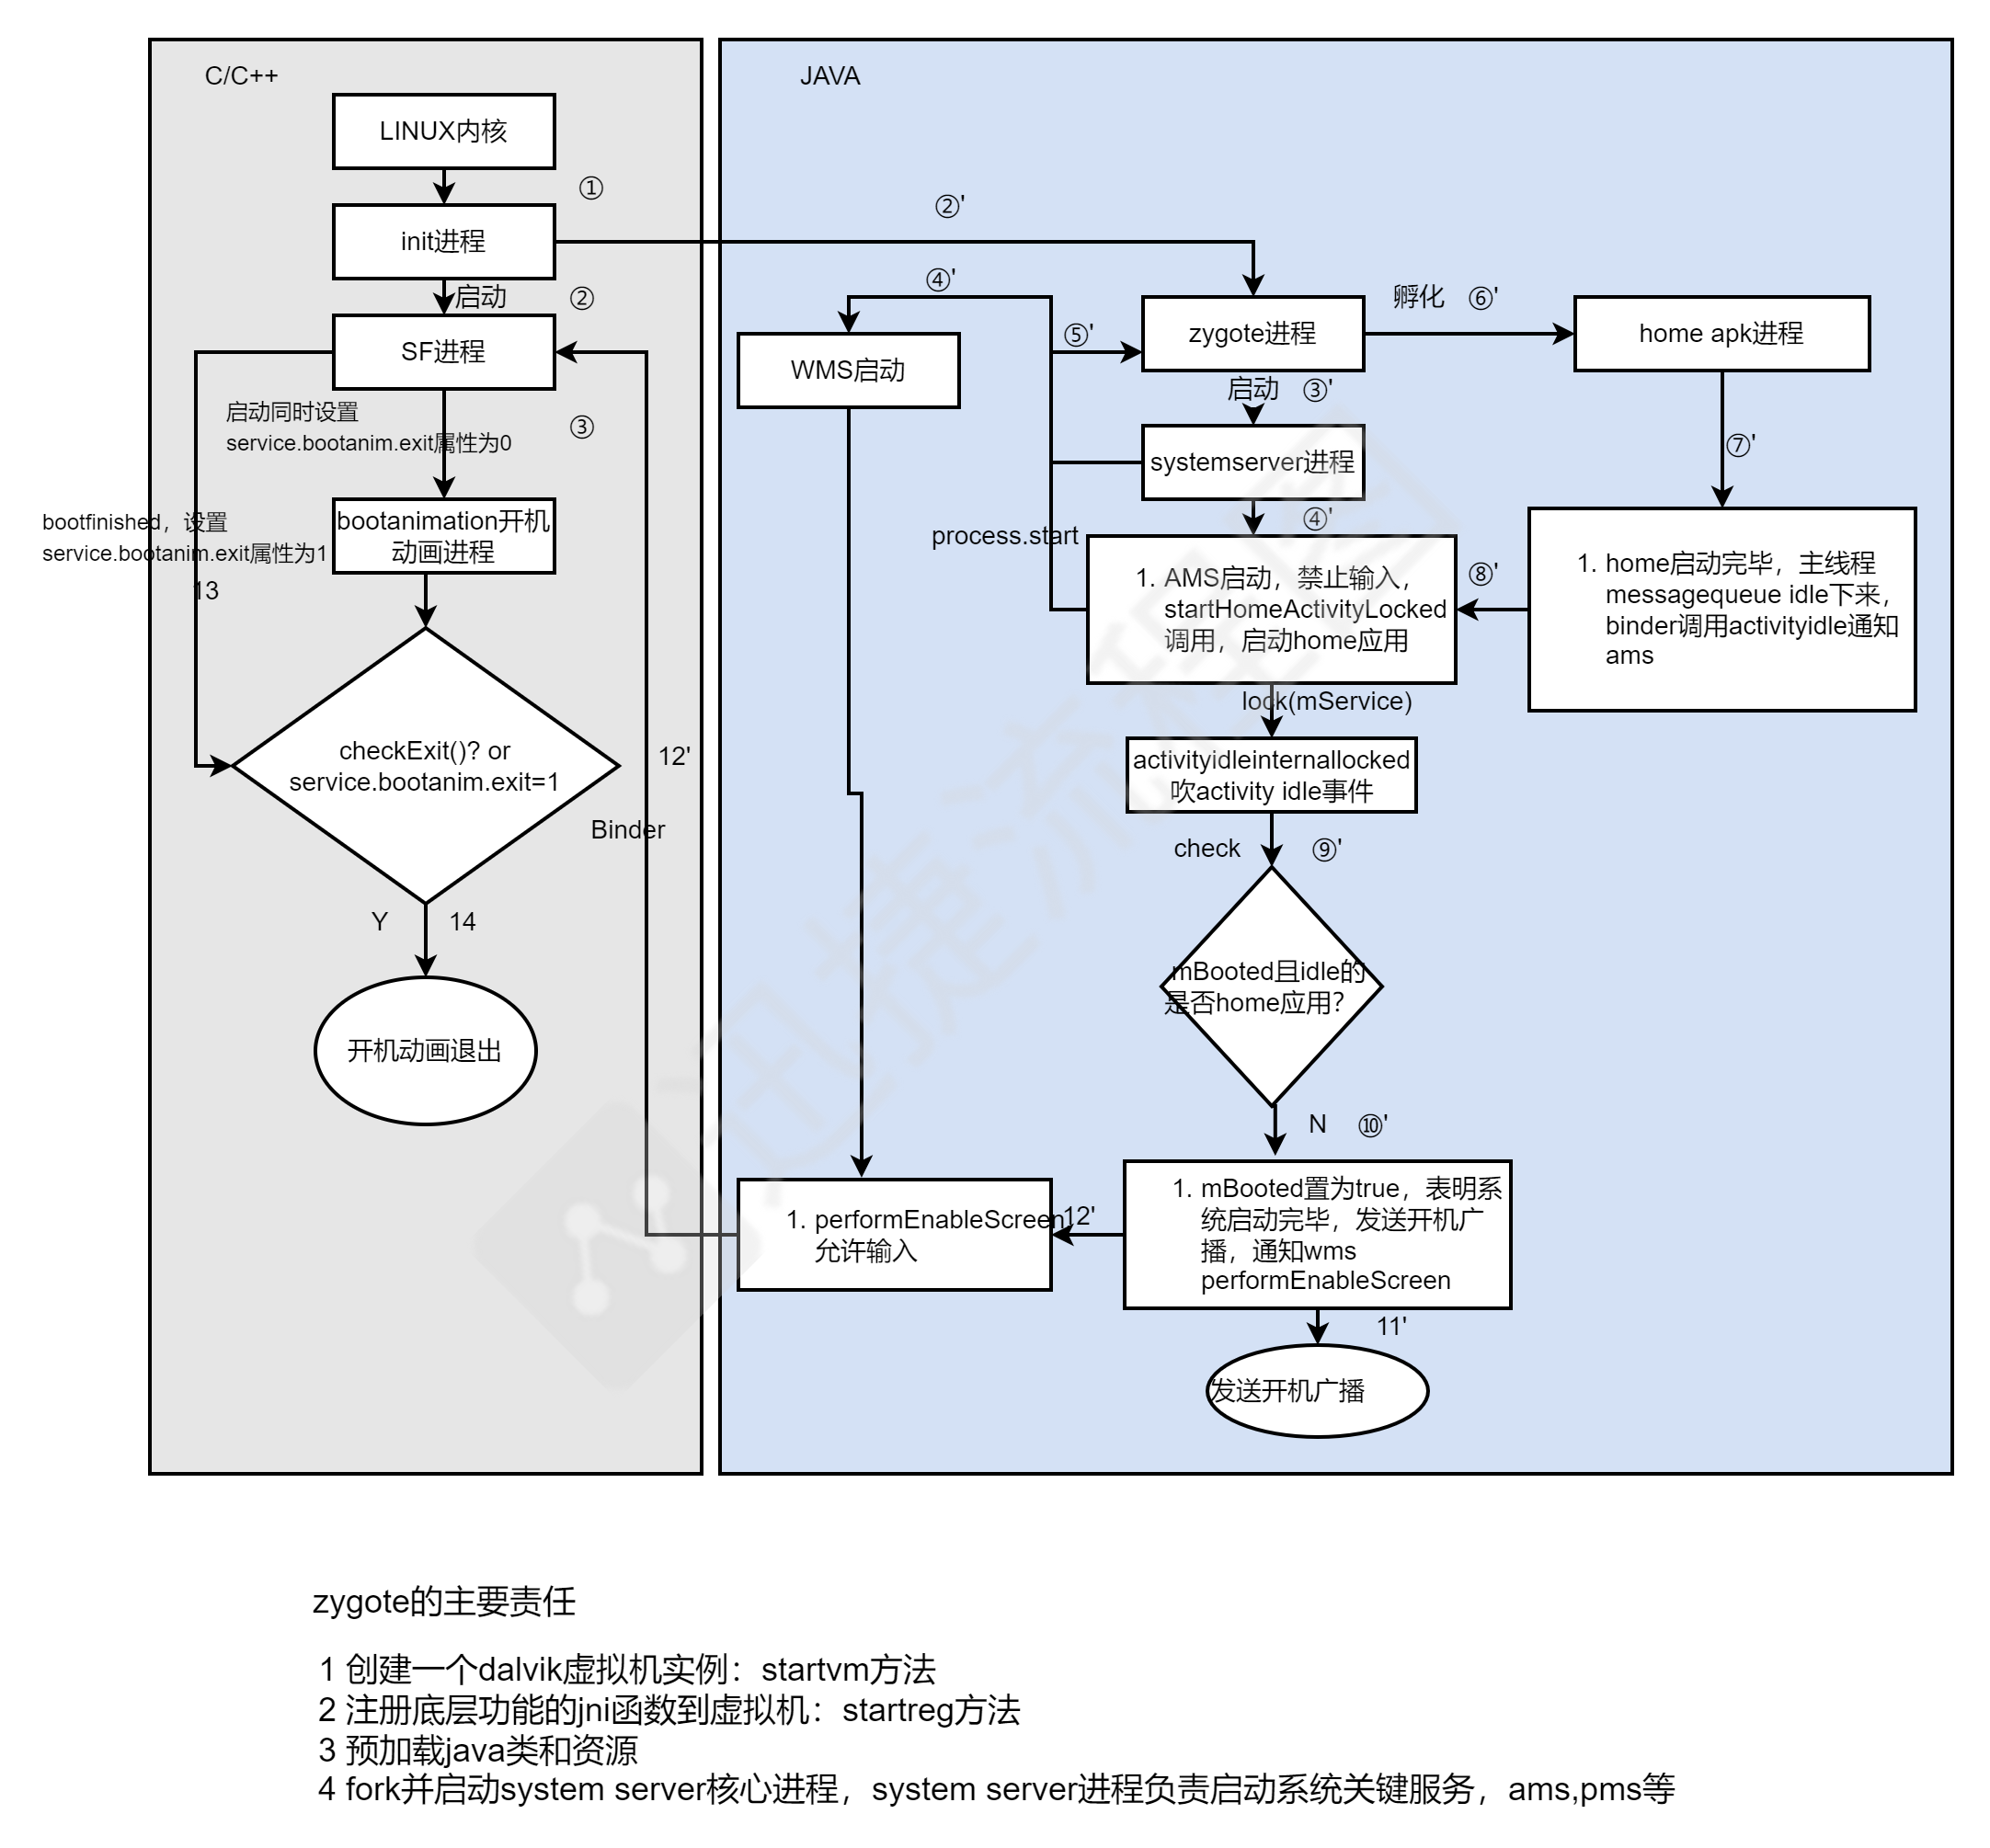 C/C++
LINUX内核
①
init进程
启动
②
SF进程
启动同时设置
service.bootanim.exit属性为0
③
bootfinished，设置
service.bootanim.exit属性为1
13
bootanimation开机
动画进程
checkExit()? or
service.bootanim.exit=1
Y
14
开机动画退出
Binder
12'
JAVA
②'
④'
⑤'
WMS启动
zygote进程
孵化
⑥'
home apk进程
启动
③'
⑦'
systemserver进程
④'
process.start
1. AMS启动，禁止输入，
startHomeActivityLocked
调用，启动home应用
⑧'
1. home启动完毕，主线程
messagequeue idle下来，
binder调用activityidle通知
ams
lock(mService)
activityidleinternallocked
吹activity idle事件
check
⑨'
mBooted且idle的
是否home应用？
N
⑩'
1. mBooted置为true，表明系
统启动完毕，发送开机广
播，通知wms
performEnableScreen
12'
1. performEnableScreen
允许输入
11'
发送开机广播
迅捷流程图
zygote的主要责任
1 创建一个dalvik虚拟机实例：startvm方法
2 注册底层功能的jni函数到虚拟机：startreg方法
3 预加载java类和资源
4 fork并启动system server核心进程，system server进程负责启动系统关键服务，ams,pms等